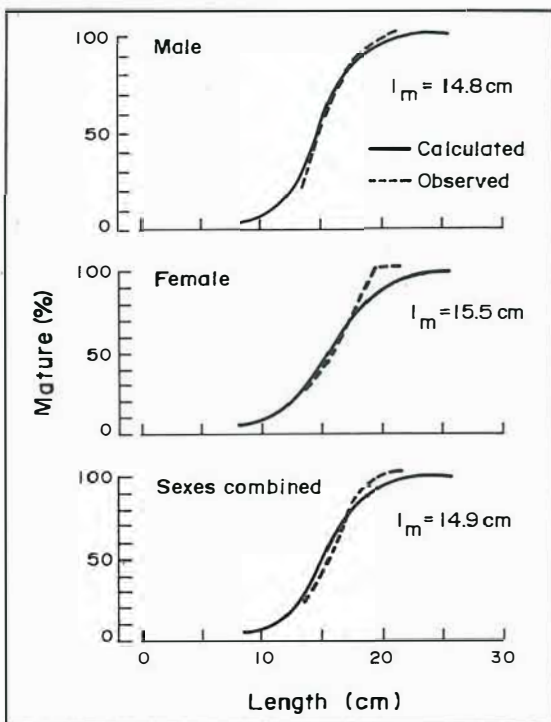 100
Male
l_m = 14.8 cm
50
Calculated
Observed
0
100
Female
l_m = 15.5 cm
50
0
Mature (%)
100
Sexes combined
l_m = 14.9 cm
50
0
0 10 20 30
Length (cm)